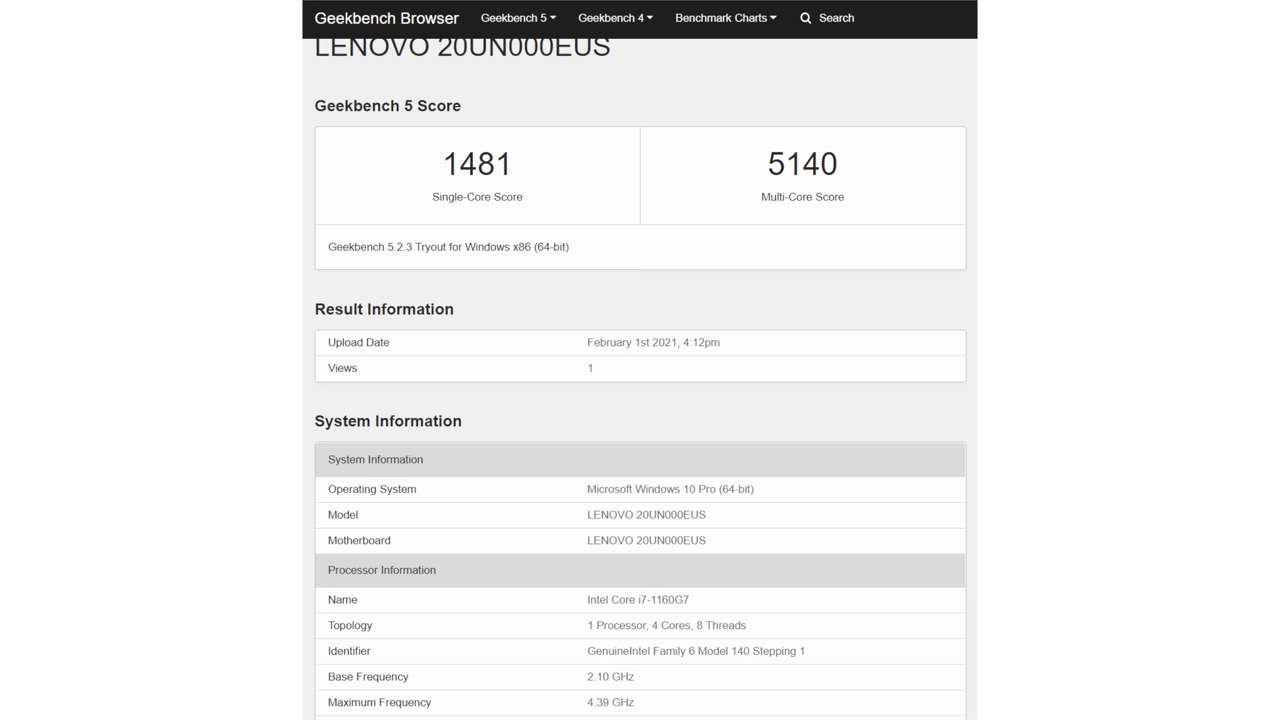 Geekbench Browser Geekbench 5 Geekbench 4 Benchmark Charts Search
LENOVO 20UN000EUS
Geekbench 5 Score
1481 5140
Single-Core Score Multi-Core Score
Geekbench 5.2.3 Tryout for Windows x86 (64-bit)
Result Information
Upload Date February 1st 2021, 4:12pm
Views 1
System Information
System Information
Operating System Microsoft Windows 10 Pro (64-bit)
Model LENOVO 20UN000EUS
Motherboard LENOVO 20UN000EUS
Processor Information
Name Intel Core i7-1160G7
Topology 1 Processor, 4 Cores, 8 Threads
Identifier GenuineIntel Family 6 Model 140 Stepping 1
Base Frequency 2.10 GHz
Maximum Frequency 4.39 GHz